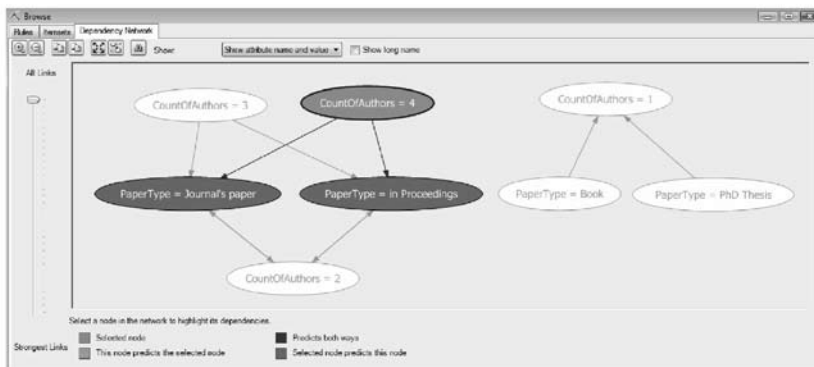 Browse
Rules Itemsets Dependency Network
Show: Show attribute name and value Show long name
All Links
CountOfAuthors = 3
CountOfAuthors = 4
CountOfAuthors = 1
PaperType = Journal's paper
PaperType = in Proceedings
PaperType = Book
PaperType = PhD Thesis
CountOfAuthors = 2
Select a node in the network to highlight its dependencies.
Selected node
Predicts both ways
Strongest Links
This node predicts the selected node
Selected node predicts this node